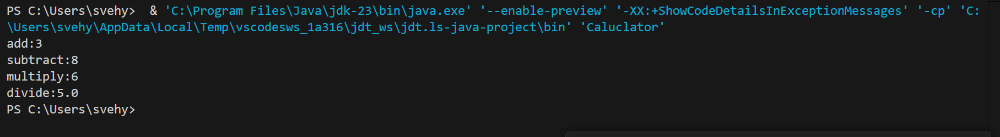 PS C:\Users\svehy>  & 'C:\Program Files\Java\jdk-23\bin\java.exe' '--enable-preview' '-XX:+ShowCodeDetailsInExceptionMessages' '-cp' 'C:
\Users\svehy\AppData\Local\Temp\vscodesws_1a316\jdt_ws\jdt.ls-java-project\bin' 'Caluclator'
add:3
subtract:8
multiply:6
divide:5.0
PS C:\Users\svehy>